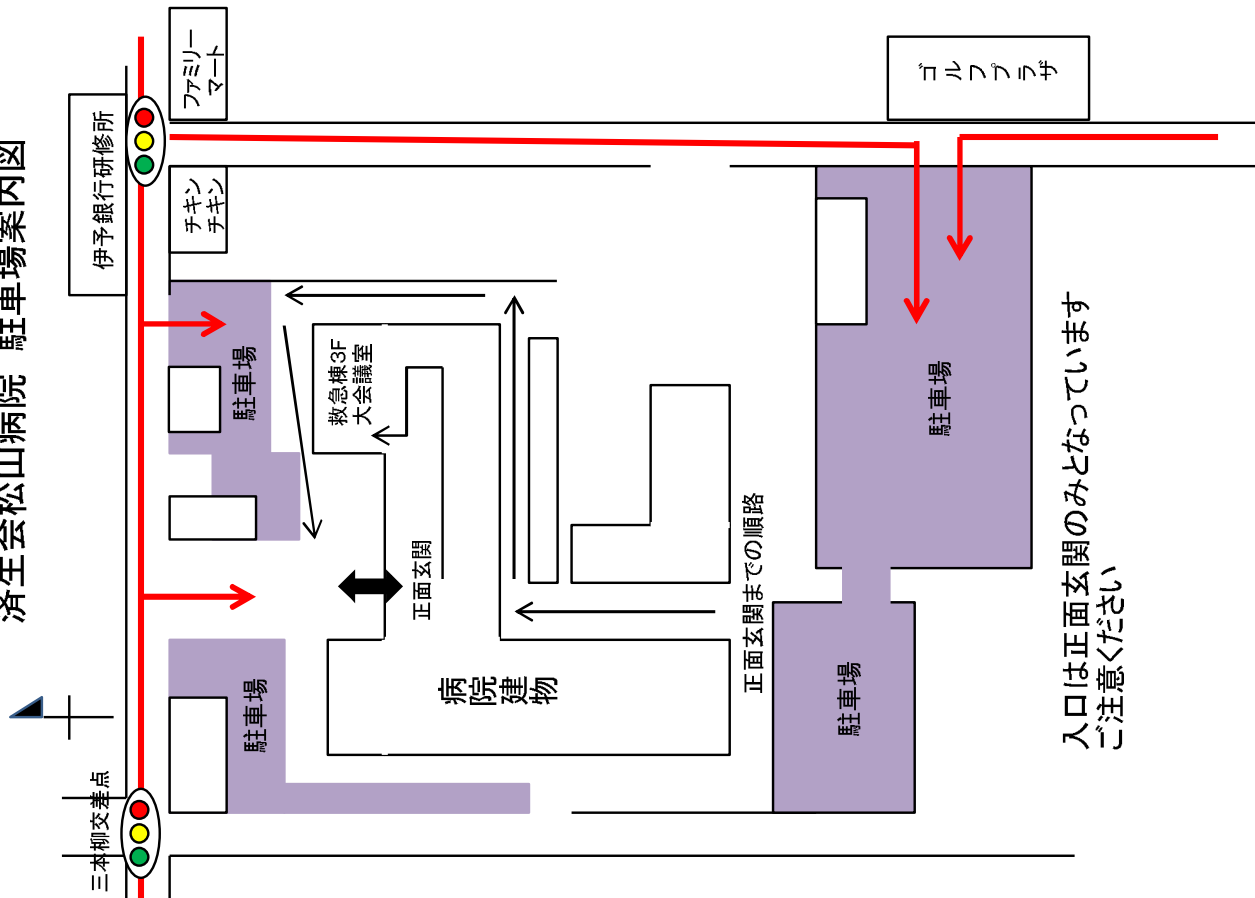 済生会松山病院 駐車場案内図
三本柳交差点
伊予銀行研修所
チキン
チキン
ファミリー
マート
駐車場
駐車場
救急棟3F
大会議室
正面玄関
病院建物
正面玄関までの順路
駐車場
駐車場
ゴルフプラザ
入口は正面玄関のみとなっています
ご注意ください